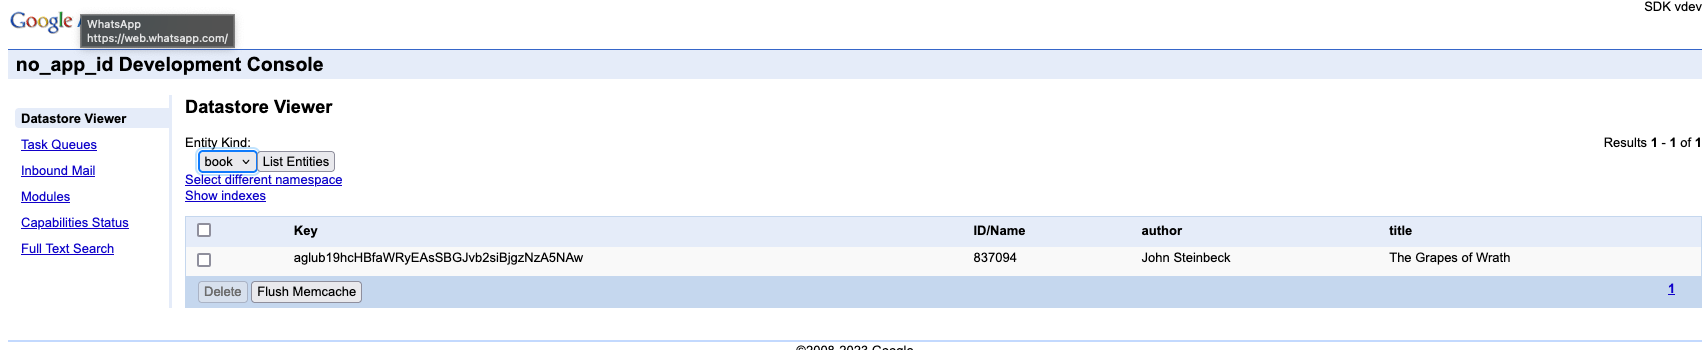 SDK vdev
Google
WhatsApp
https://web.whatsapp.com/
no_app_id Development Console
Datastore Viewer
Task Queues
Inbound Mail
Modules
Capabilities Status
Full Text Search
Datastore Viewer
Entity Kind:
Results 1 - 1 of 1
book List Entities
Select different namespace
Show indexes
Key ID/Name author title
aglub19hcHBfaWRyEAsSBGJvb2siBjgzNzA5NAw 837094 John Steinbeck The Grapes of Wrath
Delete Flush Memcache 1
©2008-2023 Google